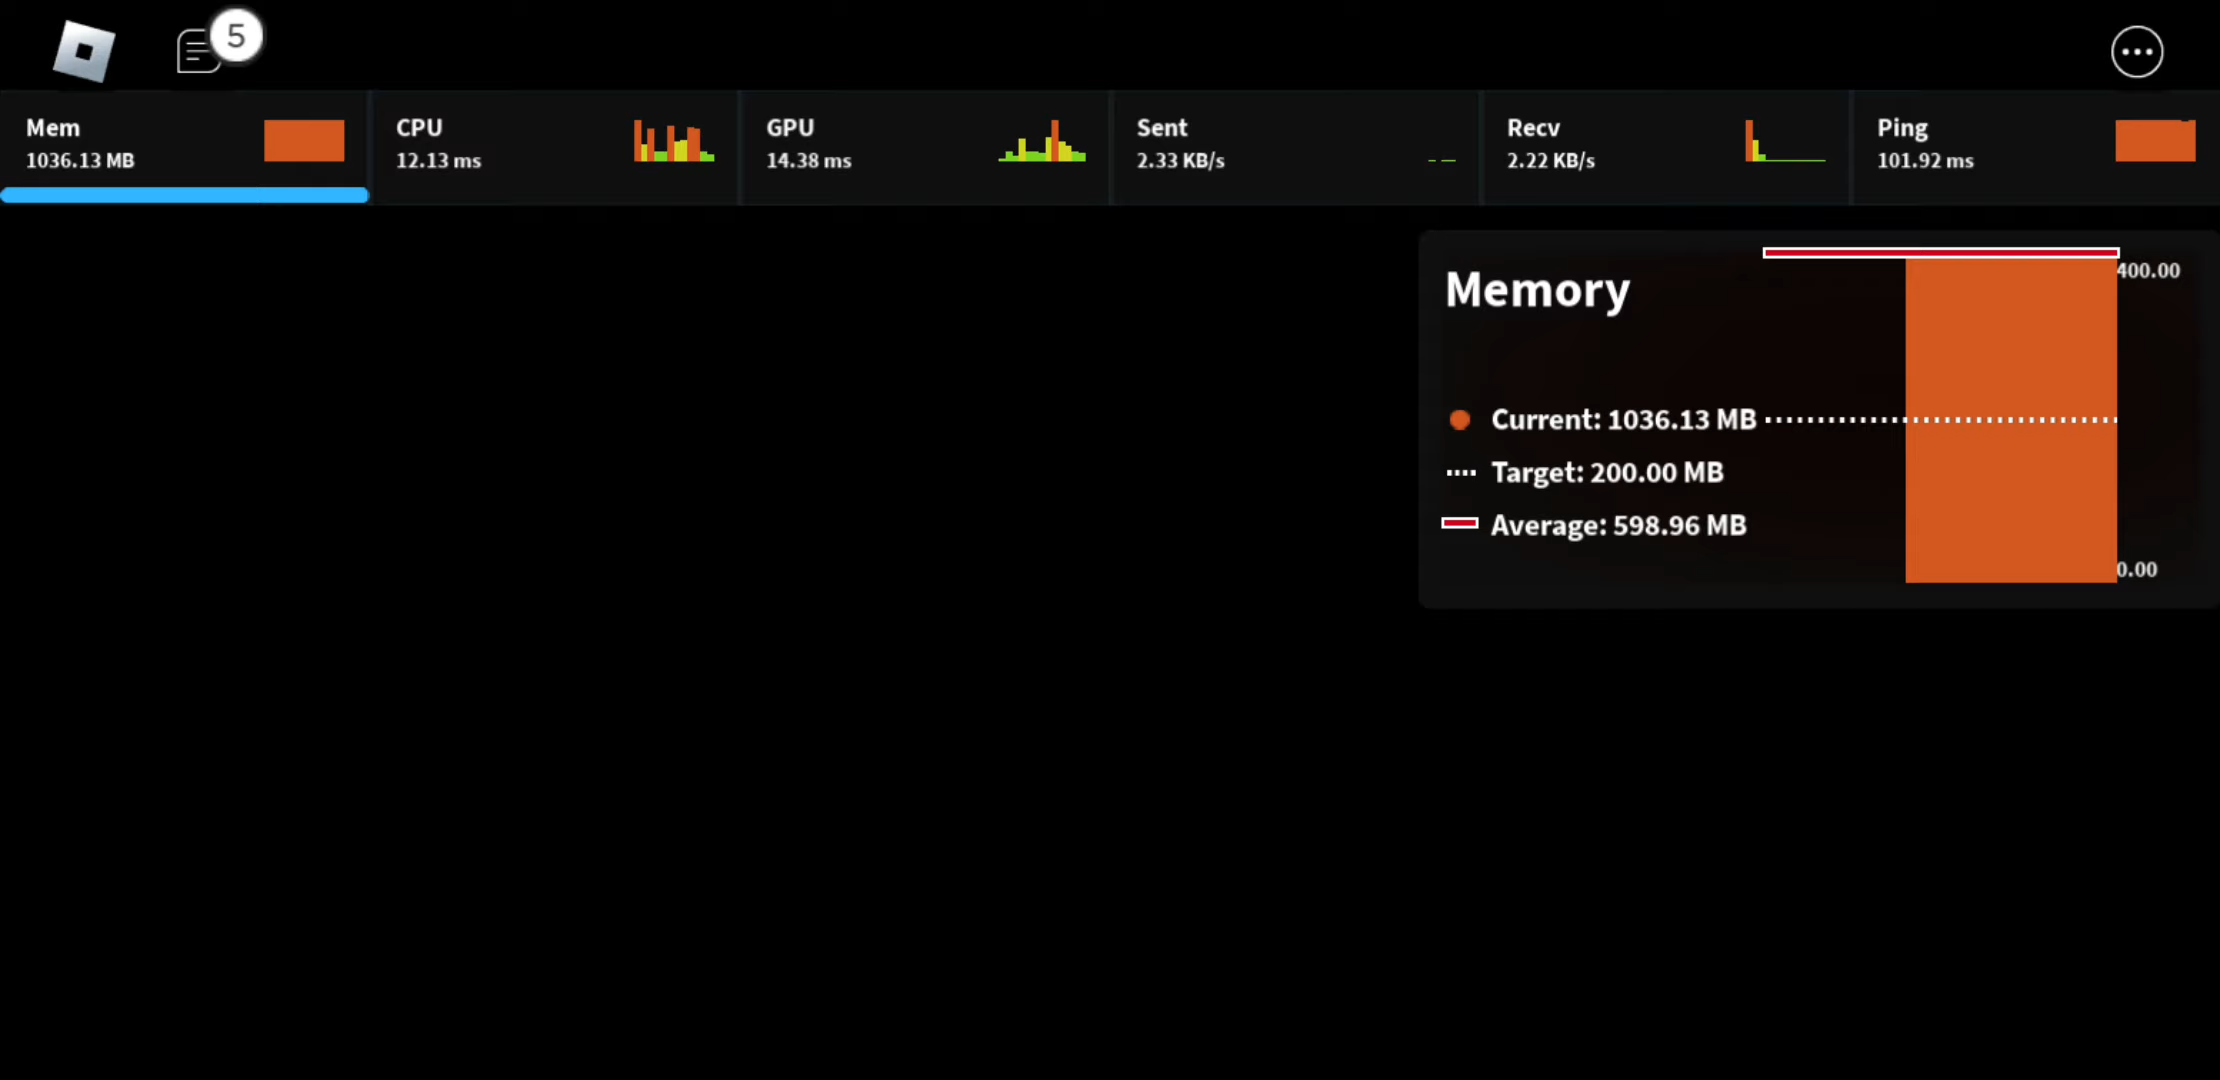 5
Mem
1036.13 MB
CPU
12.13 ms
GPU
14.38 ms
Sent
2.33 KB/s
Recv
2.22 KB/s
Ping
101.92 ms
Memory
400.00
Current: 1036.13 MB
Target: 200.00 MB
Average: 598.96 MB
0.00